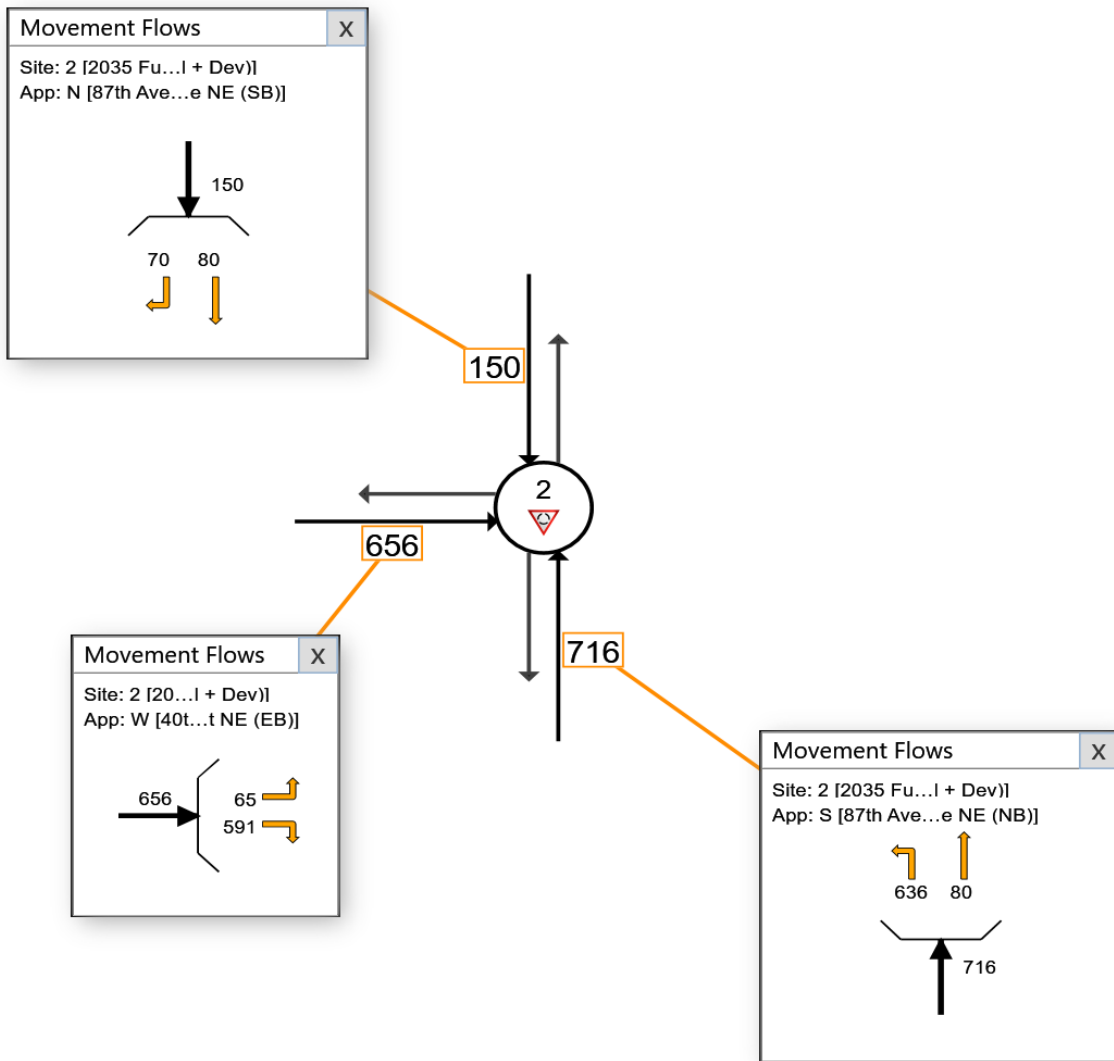 Movement Flows X
Site: 2 [2035 Fu...l + Dev)]
App: N [87th Ave...e NE (SB)]
150
70 80
150
2
656
716
Movement Flows X
Site: 2 [20...l + Dev)]
App: W [40t...t NE (EB)]
656
65
591
Movement Flows X
Site: 2 [2035 Fu...l + Dev)]
App: S [87th Ave...e NE (NB)]
636 80
716